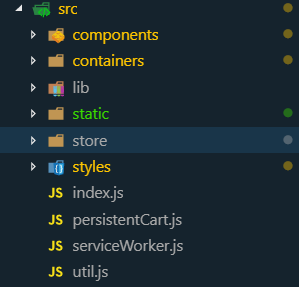 src
components
containers
lib
static
store
styles
JS index.js
JS persistentCart.js
JS serviceWorker.js
JS util.js